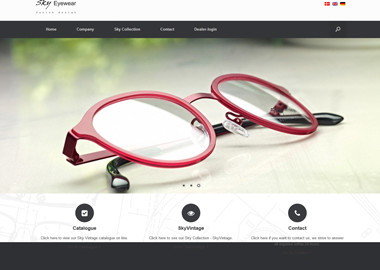 Sky Eyewear
danish design
Home Company Sky Collection Contact Dealer login
Catalogue SkyVintage Contact
Click here to view our Sky Vintage catalogue on line. Click here to see our Sky Collection - SkyVintage Click here if you want to contact us, we strive to answer